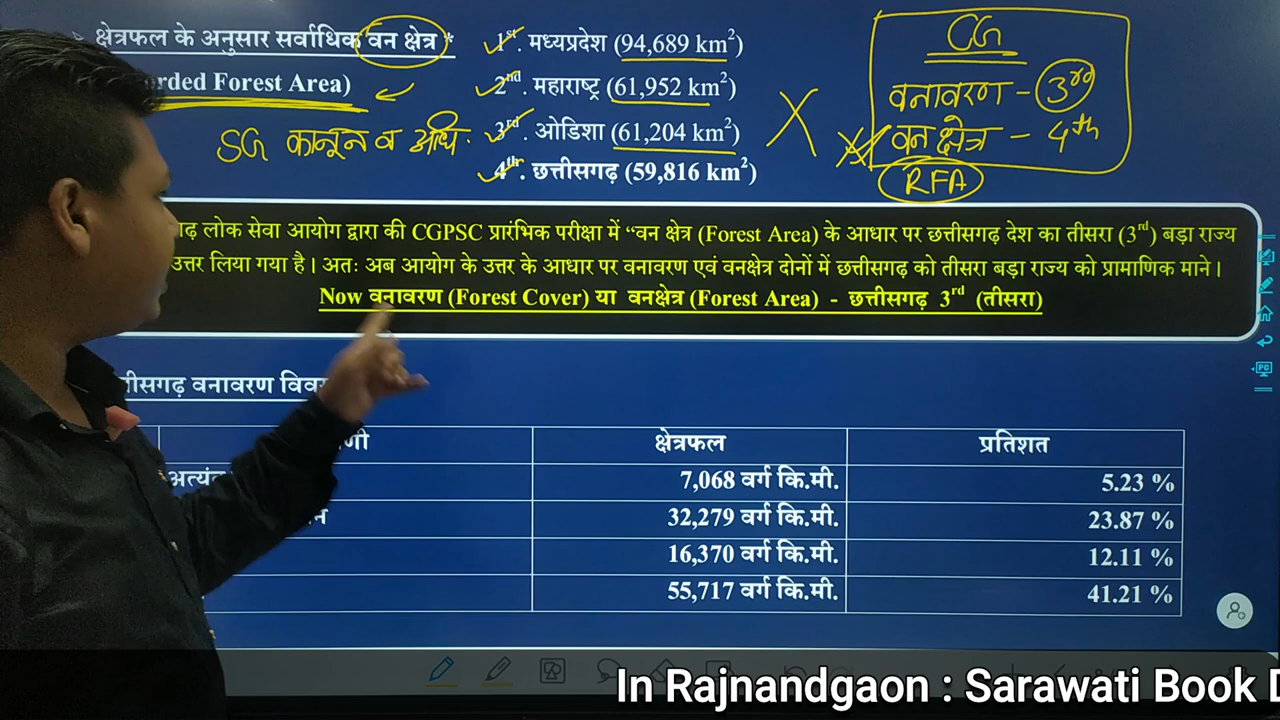 क्षेत्रफल के अनुसार सर्वाधिक वन क्षेत्र *
orded Forest Area)
SG कानून व अधि.
1st. मध्यप्रदेश (94,689 km²)
2nd. महाराष्ट्र (61,952 km²)
3rd. ओडिशा (61,204 km²)
4th. छत्तीसगढ़ (59,816 km²)
CG
वनावरण - 3rd
वन क्षेत्र - 4th
RFA
गढ़ लोक सेवा आयोग द्वारा की CGPSC प्रारंभिक परीक्षा में “वन क्षेत्र (Forest Area) के आधार पर छत्तीसगढ़ देश का तीसरा (3rd) बड़ा राज्य
उत्तर लिया गया है। अतः अब आयोग के उत्तर के आधार पर वनावरण एवं वनक्षेत्र दोनों में छत्तीसगढ़ को तीसरा बड़ा राज्य को प्रामाणिक माने।
Now वनावरण (Forest Cover) या वनक्षेत्र (Forest Area) - छत्तीसगढ़ 3rd (तीसरा)
तीसगढ़ वनावरण विव
णी क्षेत्रफल प्रतिशत
अत्यंत 7,068 वर्ग कि.मी. 5.23 %
न 32,279 वर्ग कि.मी. 23.87 %
16,370 वर्ग कि.मी. 12.11 %
55,717 वर्ग कि.मी. 41.21 %
In Rajnandgaon : Sarawati Book D